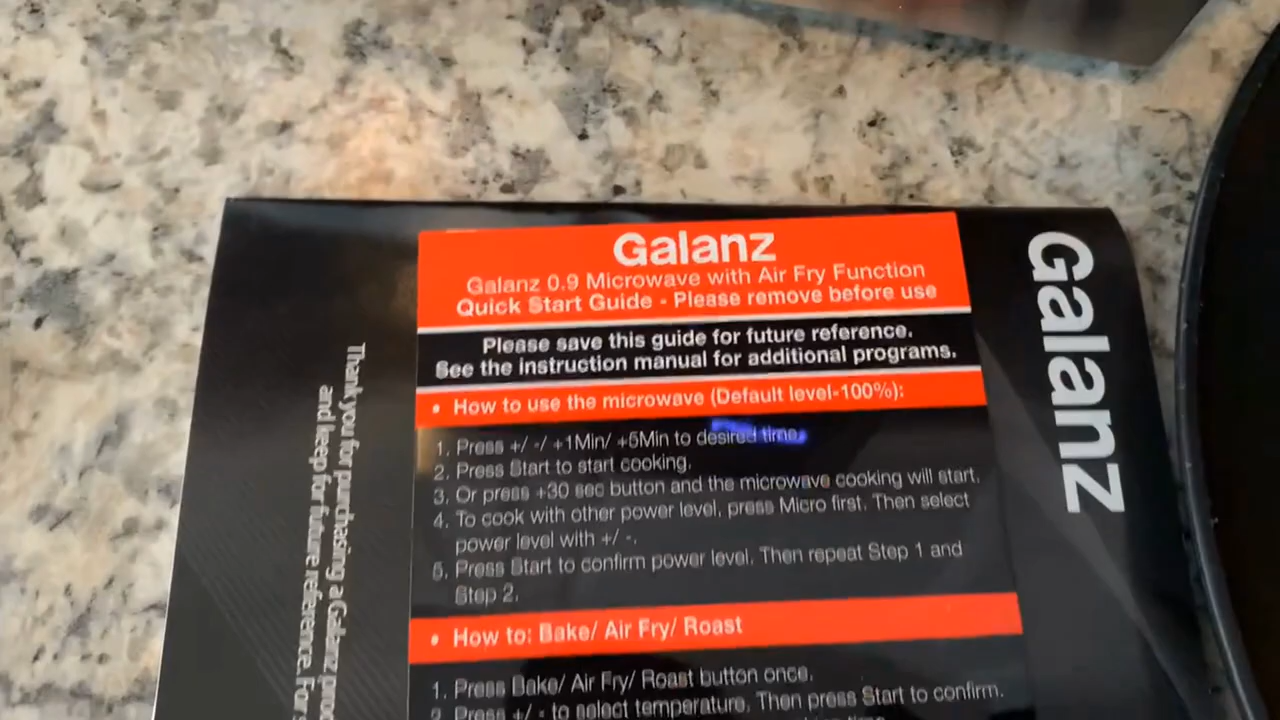 Galanz
Galanz 0.9 Microwave with Air Fry Function
Quick Start Guide - Please remove before use
Please save this guide for future reference.
See the instruction manual for additional programs.
• How to use the microwave (Default level-100%):
1. Press +/ -/ +1Min/ +5Min to desired time.
2. Press Start to start cooking.
3. Or press +30 sec button and the microwave cooking will start.
4. To cook with other power level, press Micro first. Then select
power level with +/ -.
5. Press Start to confirm power level. Then repeat Step 1 and
Step 2.
• How to: Bake/ Air Fry/ Roast
1. Press Bake/ Air Fry/ Roast button once.
2. Press +/ - to select temperature. Then press Start to confirm.
Galanz
Thank you for purchasing a Galanz
and keep for future reference. For